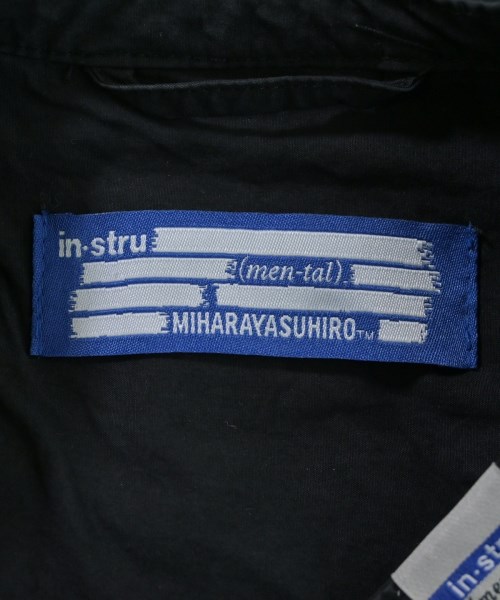 in·stru
(men-tal)
MIHARAYASUHIRO™
in·stru